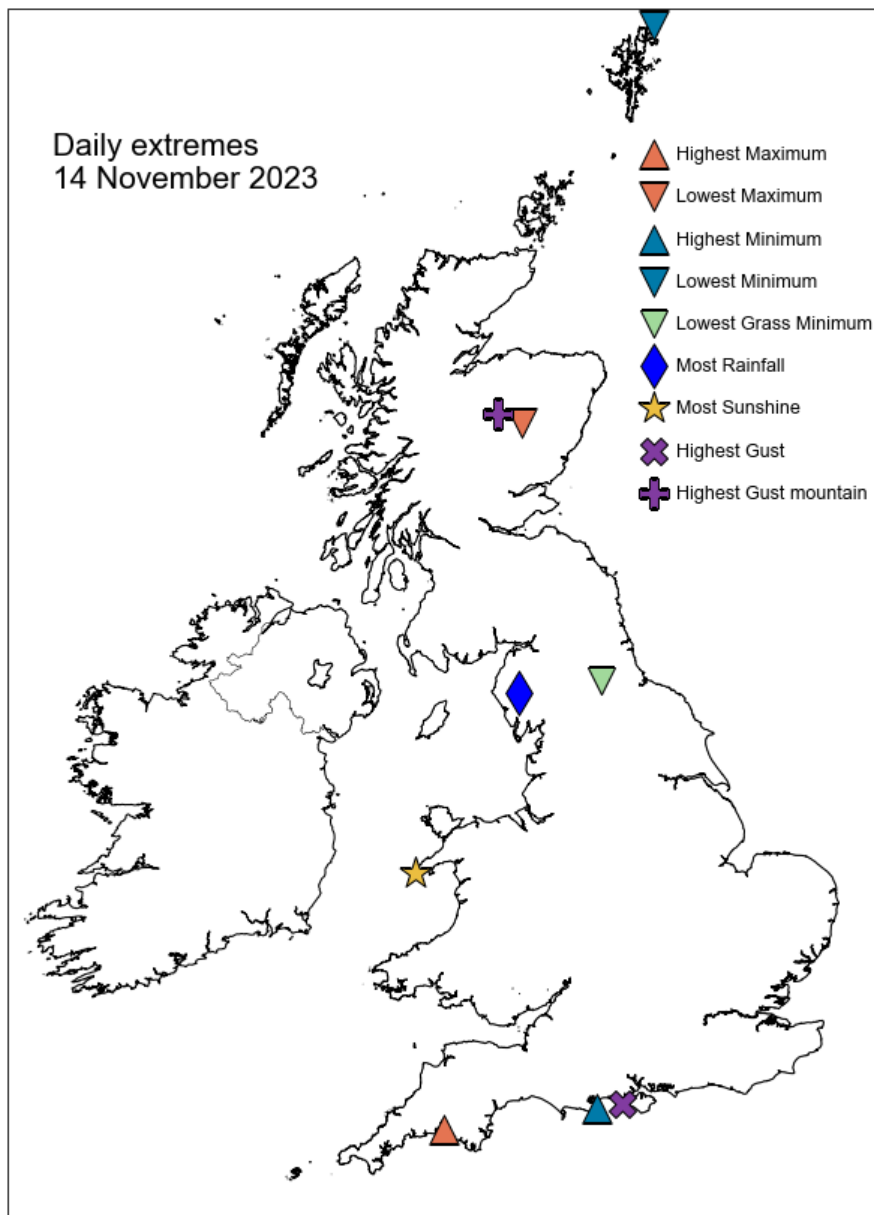 Daily extremes
14 November 2023
Highest Maximum
Lowest Maximum
Highest Minimum
Lowest Minimum
Lowest Grass Minimum
Most Rainfall
Most Sunshine
Highest Gust
Highest Gust mountain